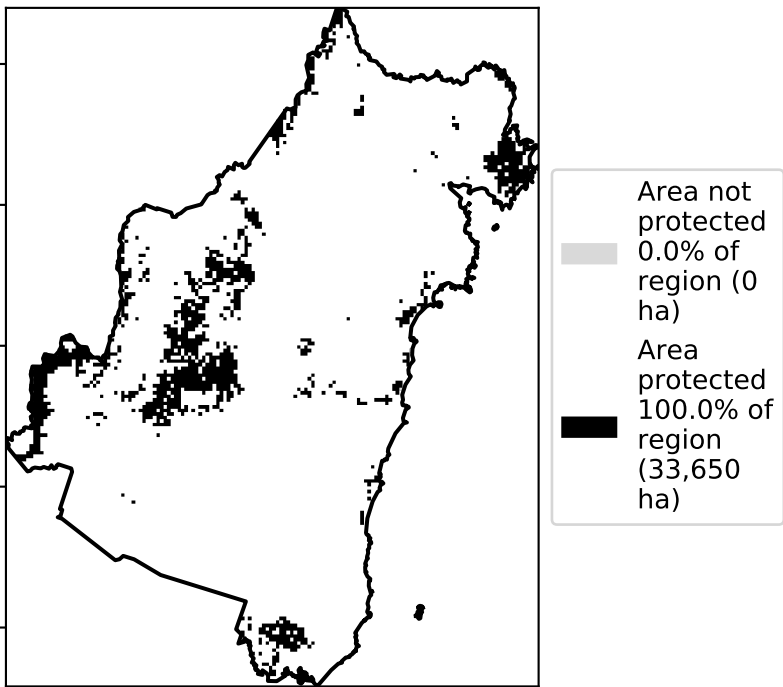 Area not
protected
0.0% of
region (0
ha)
Area
protected
100.0% of
region
(33,650
ha)